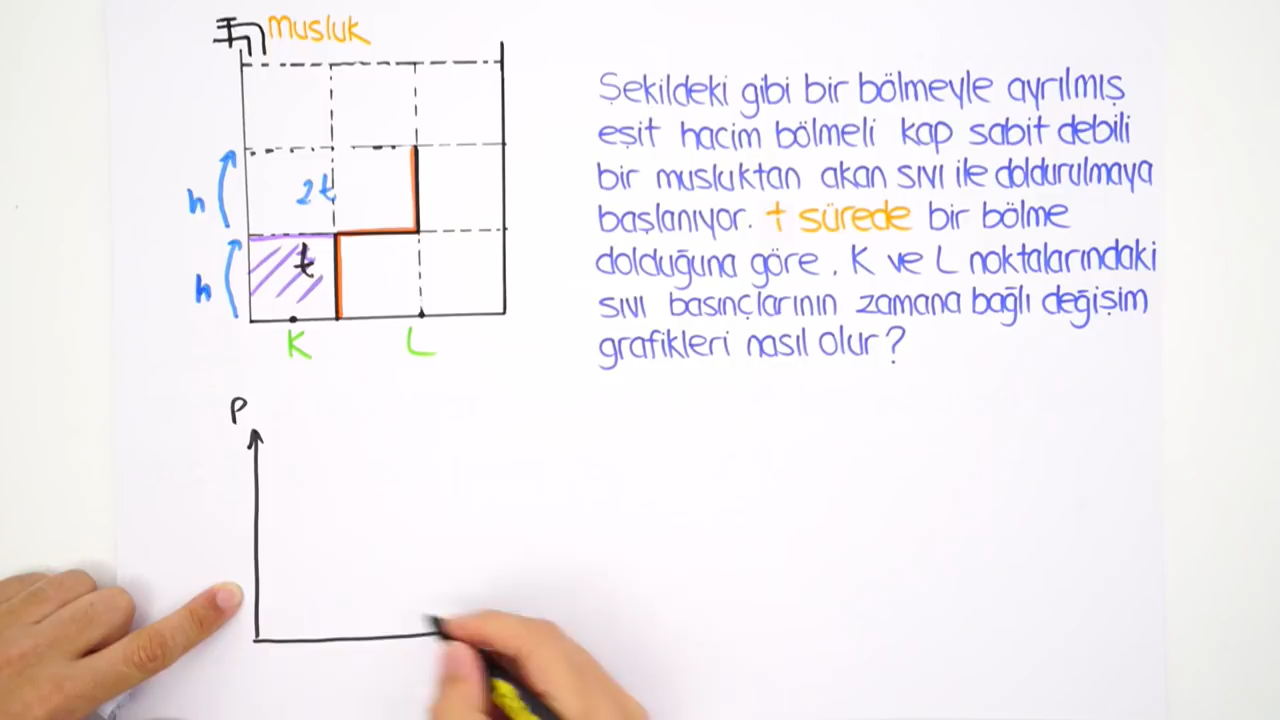 musluk
Şekildeki gibi bir bölmeyle ayrılmış
eşit hacim bölmeli kap sabit debili
bir musluktan akan sıvı ile doldurulmaya
başlanıyor. t sürede bir bölme
dolduğuna göre, K ve L noktalarındaki
sıvı basınçlarının zamana bağlı değişim
grafikleri nasıl olur?
h
2t
h
t
K
L
P